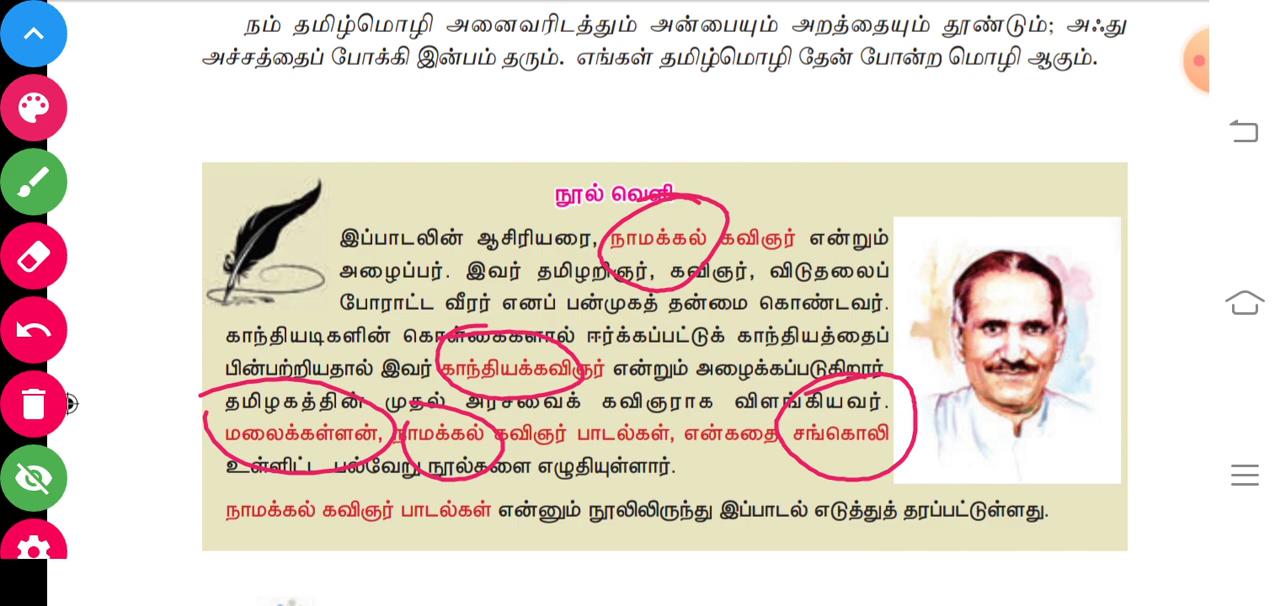 நம் தமிழ்மொழி அனைவரிடத்தும் அன்பையும் அறத்தையும் தூண்டும்; அஃது
அச்சத்தைப் போக்கி இன்பம் தரும். எங்கள் தமிழ்மொழி தேன் போன்ற மொழி ஆகும்.
நூல் வெளி
இப்பாடலின் ஆசிரியரை, நாமக்கல் கவிஞர் என்றும்
அழைப்பர். இவர் தமிழறிஞர், கவிஞர், விடுதலைப்
போராட்ட வீரர் எனப் பன்முகத் தன்மை கொண்டவர்.
காந்தியடிகளின் கொள்கைகளால் ஈர்க்கப்பட்டுக் காந்தியத்தைப்
பின்பற்றியதால் இவர் காந்தியக்கவிஞர் என்றும் அழைக்கப்படுகிறார்.
தமிழகத்தின் முதல் அரசவைக் கவிஞராக விளங்கியவர்.
மலைக்கள்ளன், நாமக்கல் கவிஞர் பாடல்கள், என்கதை, சங்கொலி
உள்ளிட்ட பல்வேறு நூல்களை எழுதியுள்ளார்.
நாமக்கல் கவிஞர் பாடல்கள் என்னும் நூலிலிருந்து இப்பாடல் எடுத்துத் தரப்பட்டுள்ளது.